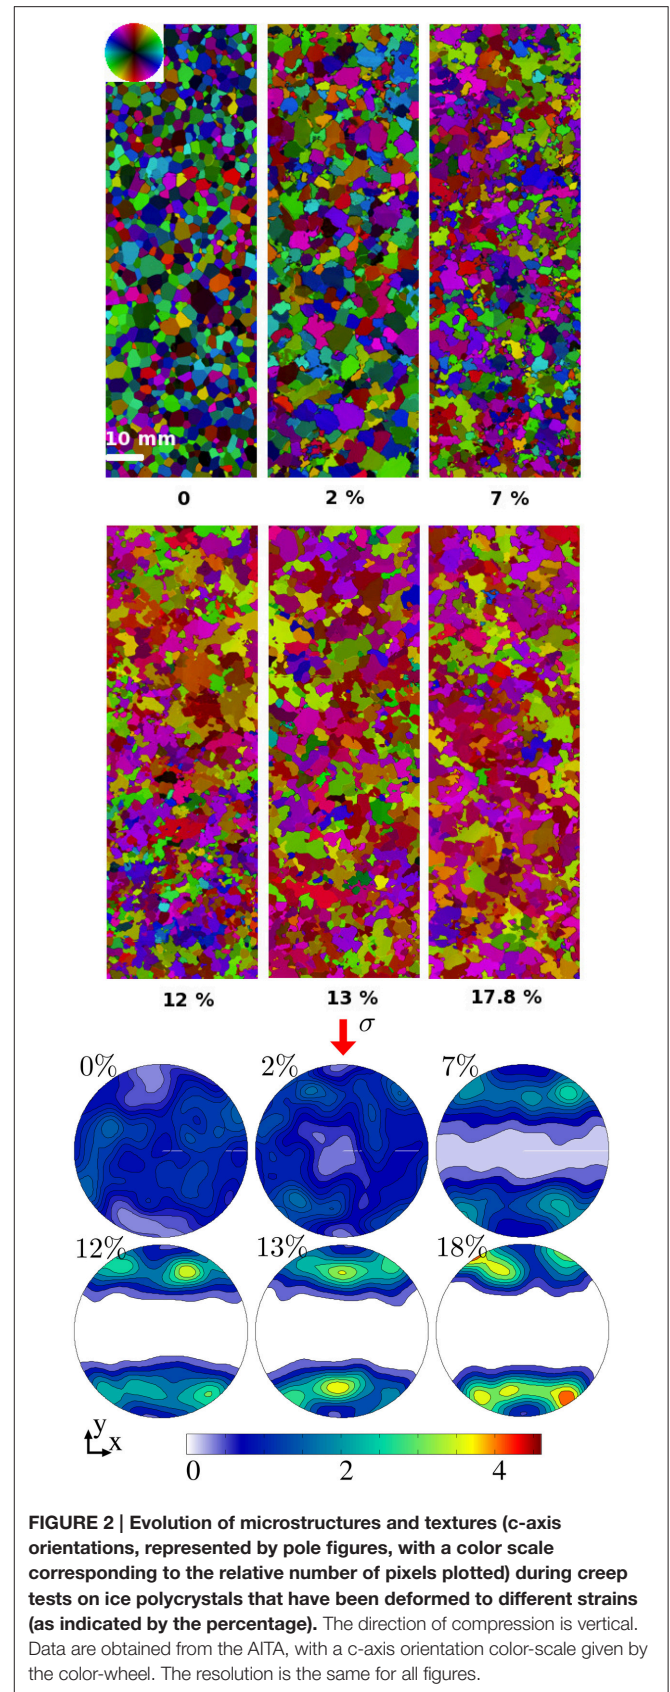 10 mm
0
2 %
7 %
12 %
13 %
17.8 %
σ
0%
2%
7%
12%
13%
18%
y
x
0
2
4
FIGURE 2 | Evolution of microstructures and textures (c-axis
orientations, represented by pole figures, with a color scale
corresponding to the relative number of pixels plotted) during creep
tests on ice polycrystals that have been deformed to different strains
(as indicated by the percentage). The direction of compression is vertical.
Data are obtained from the AITA, with a c-axis orientation color-scale given by
the color-wheel. The resolution is the same for all figures.